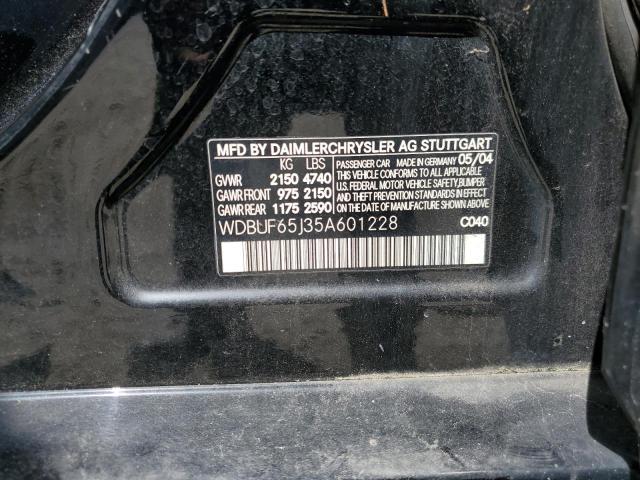 MFD BY DAIMLERCHRYSLER AG STUTTGART
KG LBS
GVWR 2150 4740
GAWR FRONT 975 2150
GAWR REAR 1175 2590
PASSENGER CAR MADE IN GERMANY 05/04
THIS VEHICLE CONFORMS TO ALL APPLICABLE
U.S. FEDERAL MOTOR VEHICLE SAFETY, BUMPER
AND THEFT PREVENTION STANDARDS IN EFFECT
ON THE DATE OF MANUFACTURE.
WDBUF65J35A601228 C040